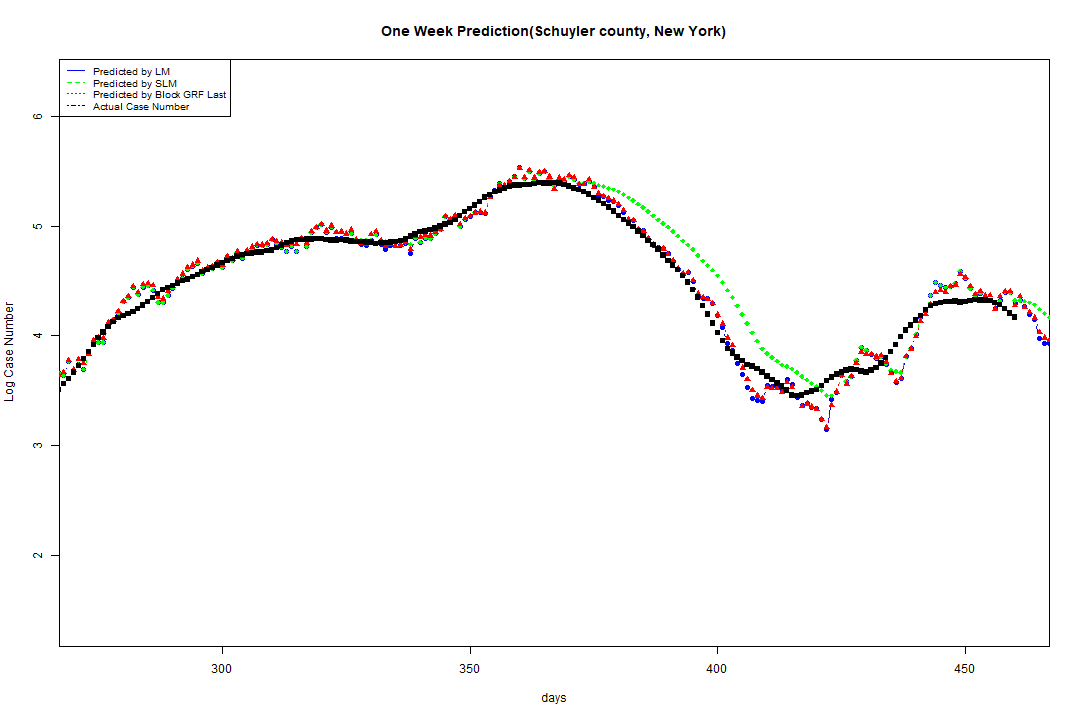 One Week Prediction(Schuyler county, New York)
Predicted by LM
Predicted by SLM
Predicted by Block GRF Last
Actual Case Number
6
5
4
3
2
Log Case Number
300
350
400
450
days